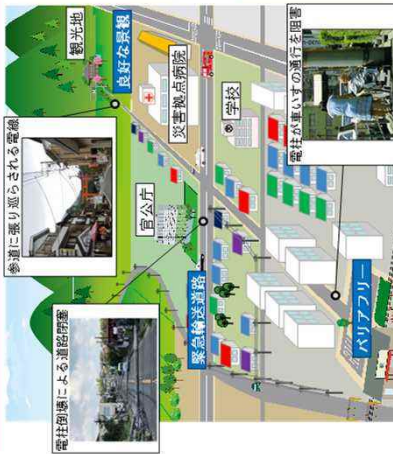 参道に張り巡らされる電線
観光地
良好な景観
災害拠点病院
学校
電柱が車いすの通行を阻害
官公庁
緊急輸送道路
電柱倒壊による道路閉塞
バリアフリー